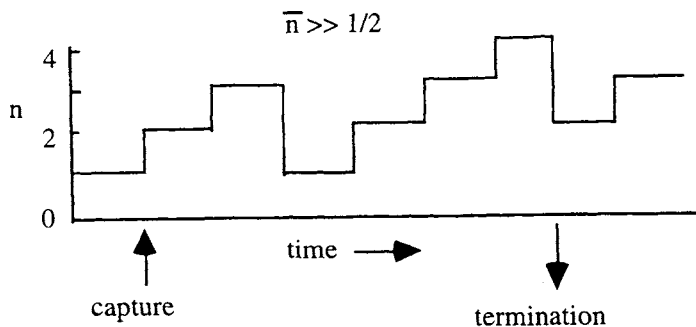 n̅ >> 1/2
4
n
2
0
time
capture
termination